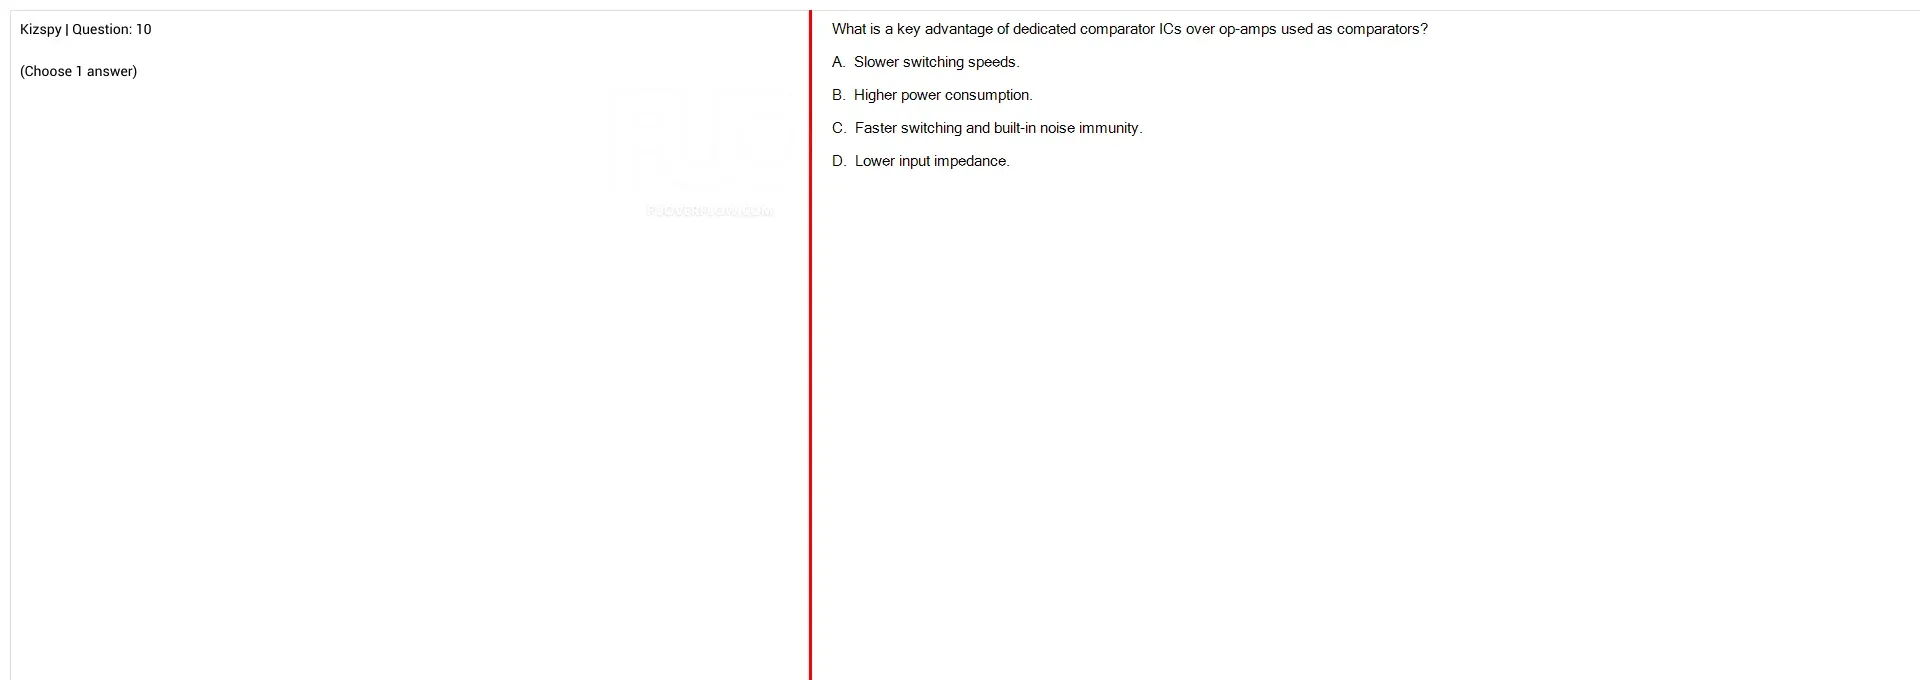 Kizspy | Question: 10
(Choose 1 answer)
What is a key advantage of dedicated comparator ICs over op-amps used as comparators?
A. Slower switching speeds.
B. Higher power consumption.
C. Faster switching and built-in noise immunity.
D. Lower input impedance.